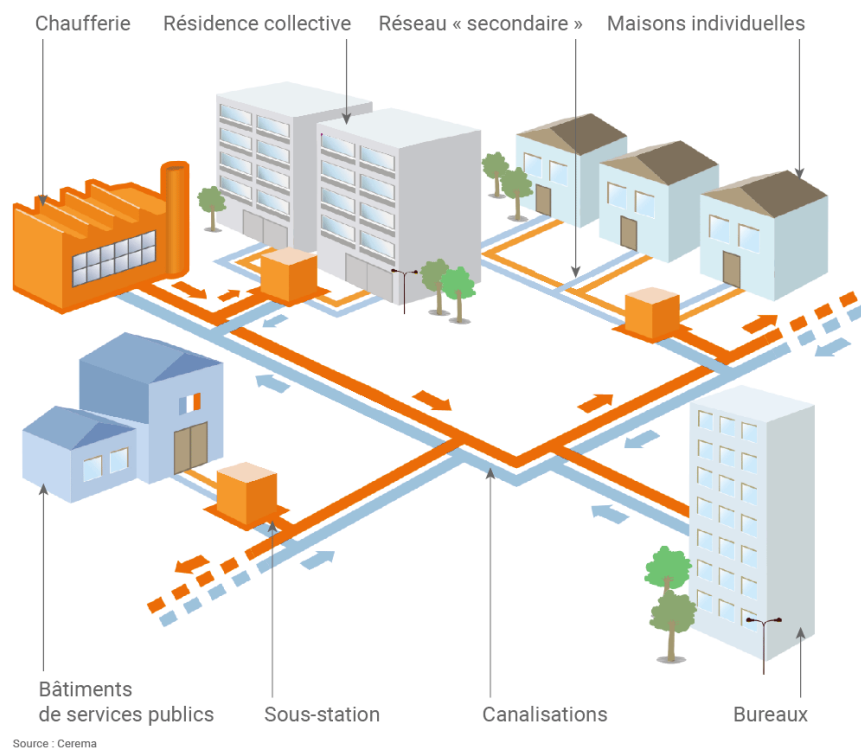 Chaufferie
Résidence collective
Réseau « secondaire »
Maisons individuelles
Bâtiments
de services publics
Sous-station
Canalisations
Bureaux
Source : Cerema